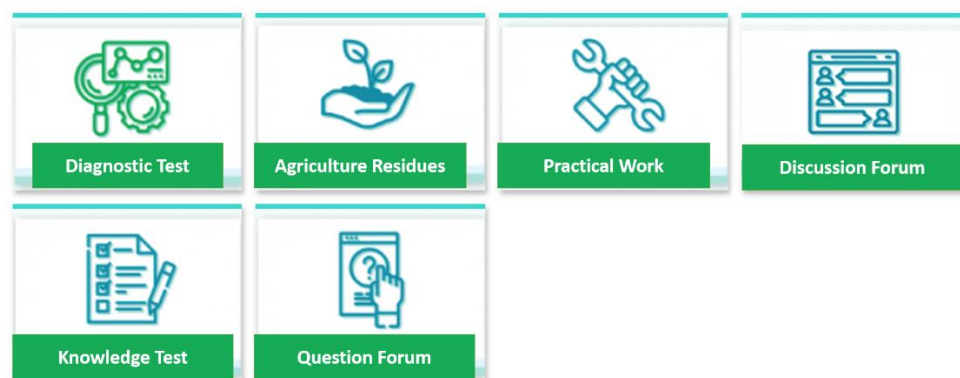 Diagnostic Test
Agriculture Residues
Practical Work
Discussion Forum
Knowledge Test
Question Forum